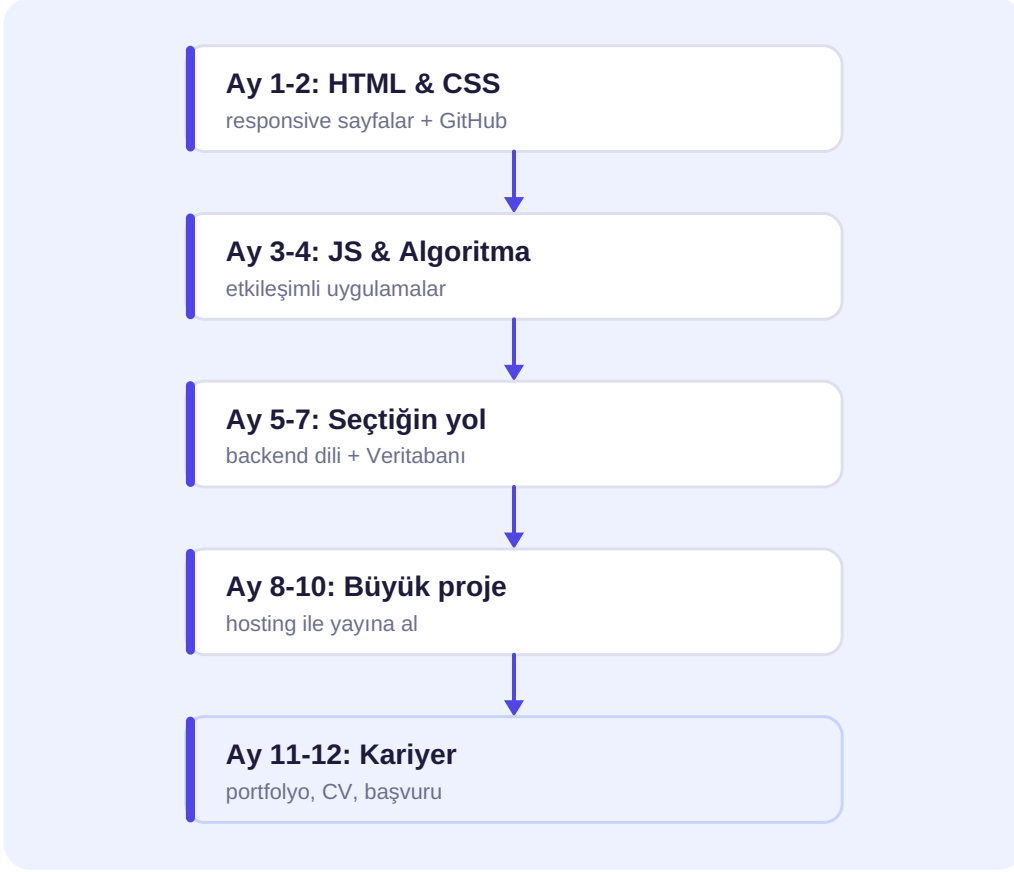 Ay 1-2: HTML & CSS
responsive sayfalar + GitHub
Ay 3-4: JS & Algoritma
etkileşimli uygulamalar
Ay 5-7: Seçtiğin yol
backend dili + Veritabanı
Ay 8-10: Büyük proje
hosting ile yayına al
Ay 11-12: Kariyer
portfolyo, CV, başvuru